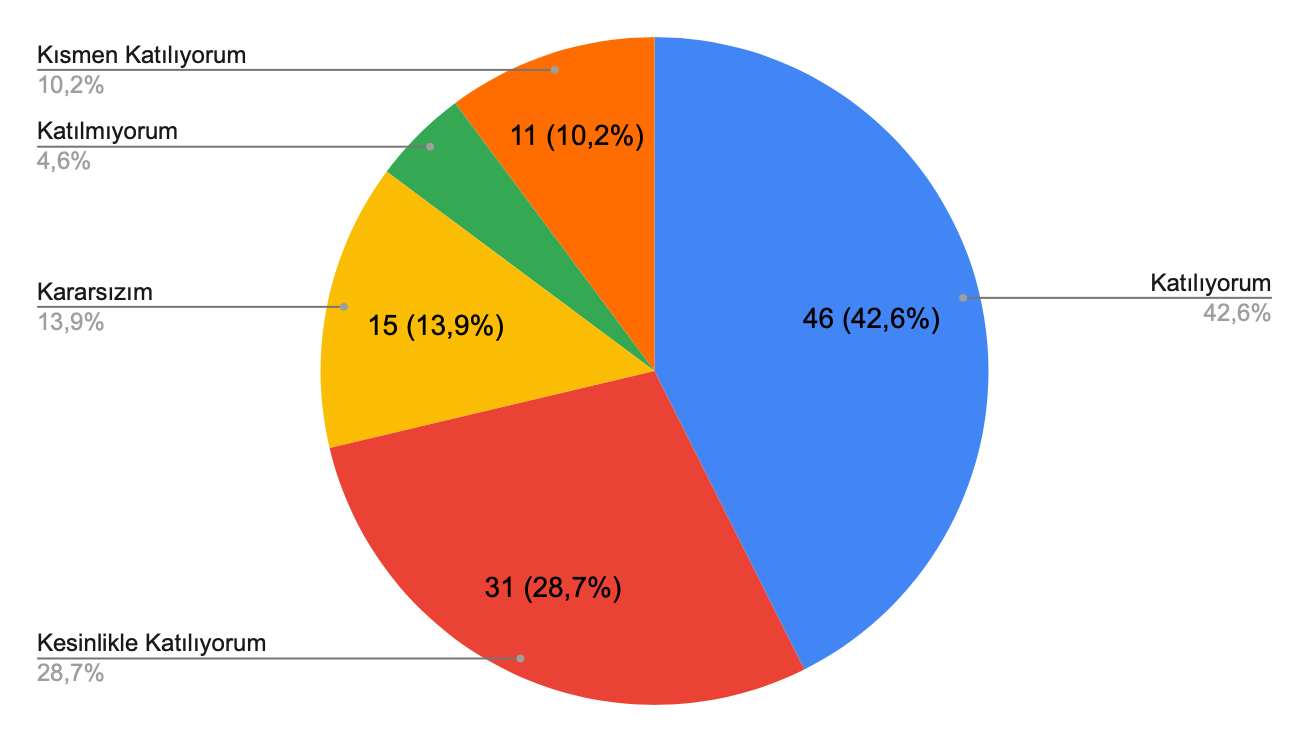 Kısmen Katılıyorum
10,2%
11 (10,2%)
Katılmıyorum
4,6%
Kararsızım
13,9%
15 (13,9%)
Katılıyorum
42,6%
46 (42,6%)
31 (28,7%)
Kesinlikle Katılıyorum
28,7%